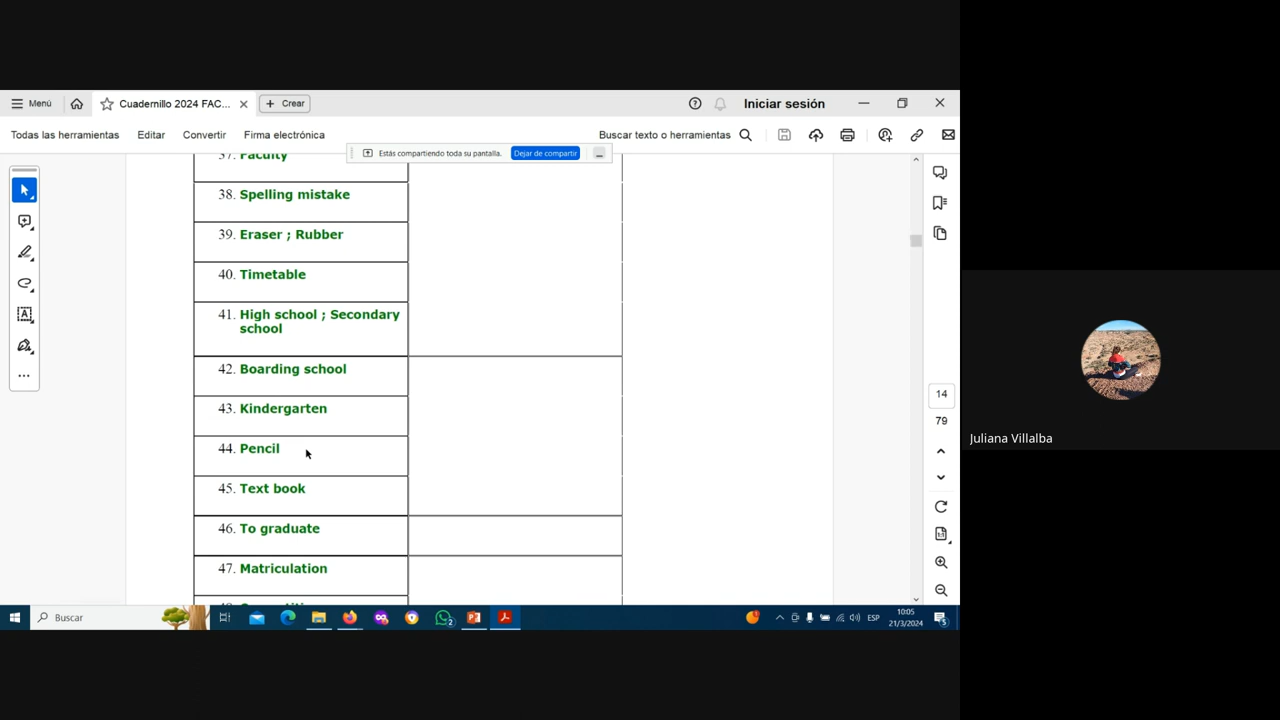 Menú
Cuadernillo 2024 FAC...
Crear
Iniciar sesión
Todas las herramientas
Editar
Convertir
Firma electrónica
Buscar texto o herramientas
Estás compartiendo toda su pantalla.
Dejar de compartir
37. Faculty
38. Spelling mistake
39. Eraser ; Rubber
40. Timetable
41. High school ; Secondary
school
42. Boarding school
43. Kindergarten
44. Pencil
45. Text book
46. To graduate
47. Matriculation
14
79
Juliana Villalba
Buscar
2
ESP
10:05
21/3/2024
5